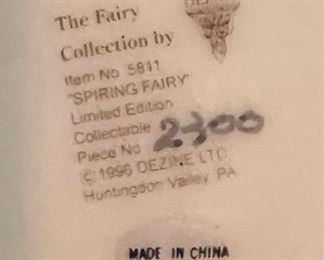 The Fairy
Collection by
Item No 5811
"SPIRING FAIRY"
Limited Edition
Collectable
Piece No 2300
© 1996 DEZINE LTD
Huntingdon Valley, PA
MADE IN CHINA